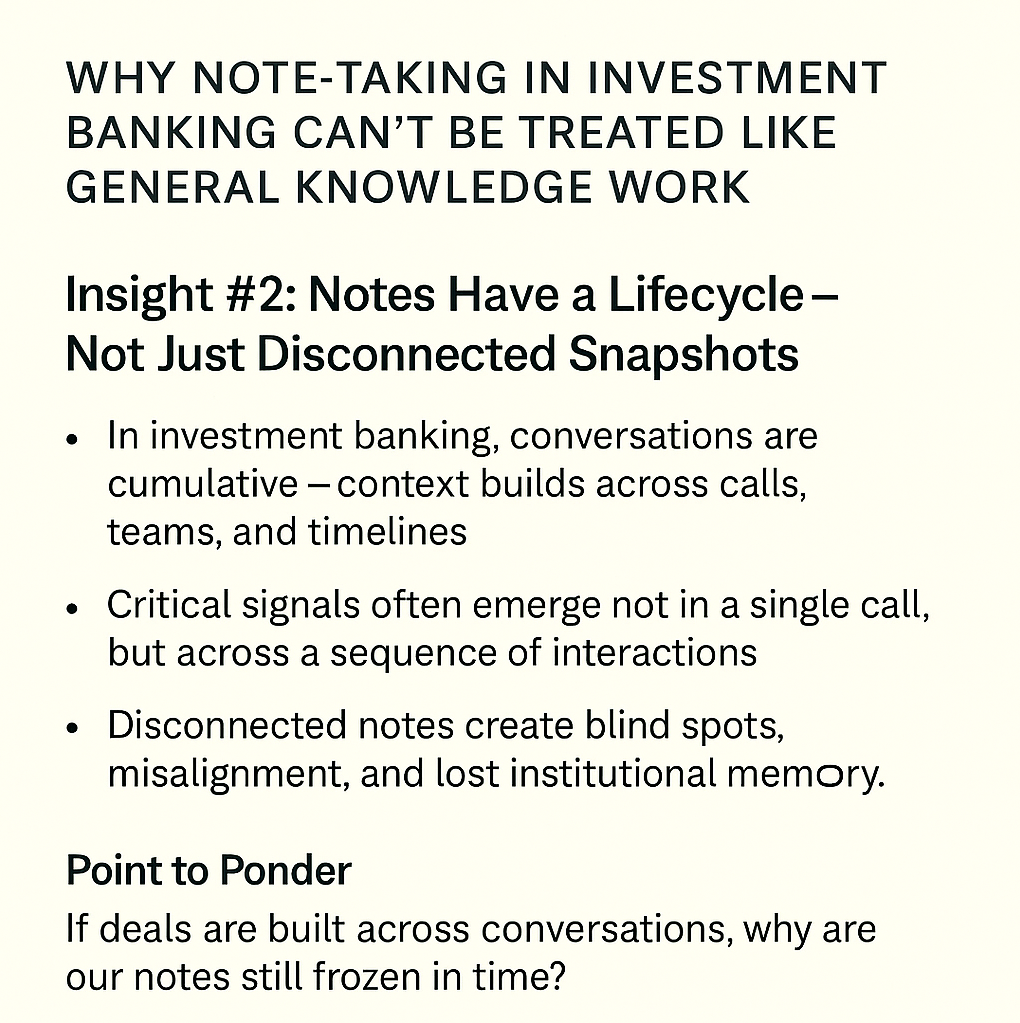 WHY NOTE-TAKING IN INVESTMENT
BANKING CAN’T BE TREATED LIKE
GENERAL KNOWLEDGE WORK
Insight #2: Notes Have a Lifecycle –
Not Just Disconnected Snapshots
• In investment banking, conversations are
cumulative – context builds across calls,
teams, and timelines
• Critical signals often emerge not in a single call,
but across a sequence of interactions
• Disconnected notes create blind spots,
misalignment, and lost institutional memory.
Point to Ponder
If deals are built across conversations, why are
our notes still frozen in time?